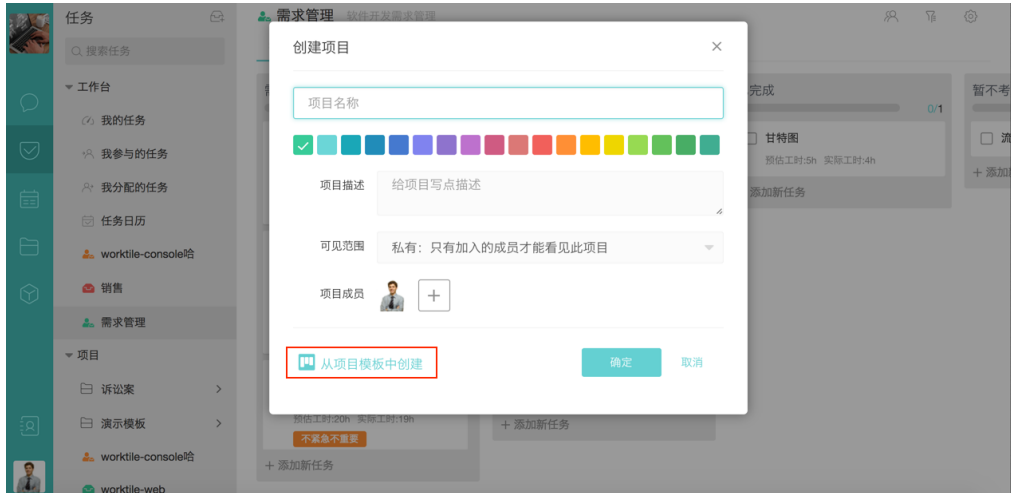 任务
搜索任务
工作台
我的任务
我参与的任务
我分配的任务
任务日历
worktile-console哈
销售
需求管理
项目
诉讼案
演示模板
worktile-console哈
worktile-web
需求管理 软件开发需求管理
创建项目
项目名称
项目描述 给项目写点描述
可见范围 私有：只有加入的成员才能看见此项目
项目成员
从项目模板中创建
确定 取消
预估工时:20h 实际工时:19h
不紧急不重要
+ 添加新任务
+ 添加新任务
完成
0/1
甘特图
预估工时:5h 实际工时:4h
添加新任务
暂不考
+ 添加